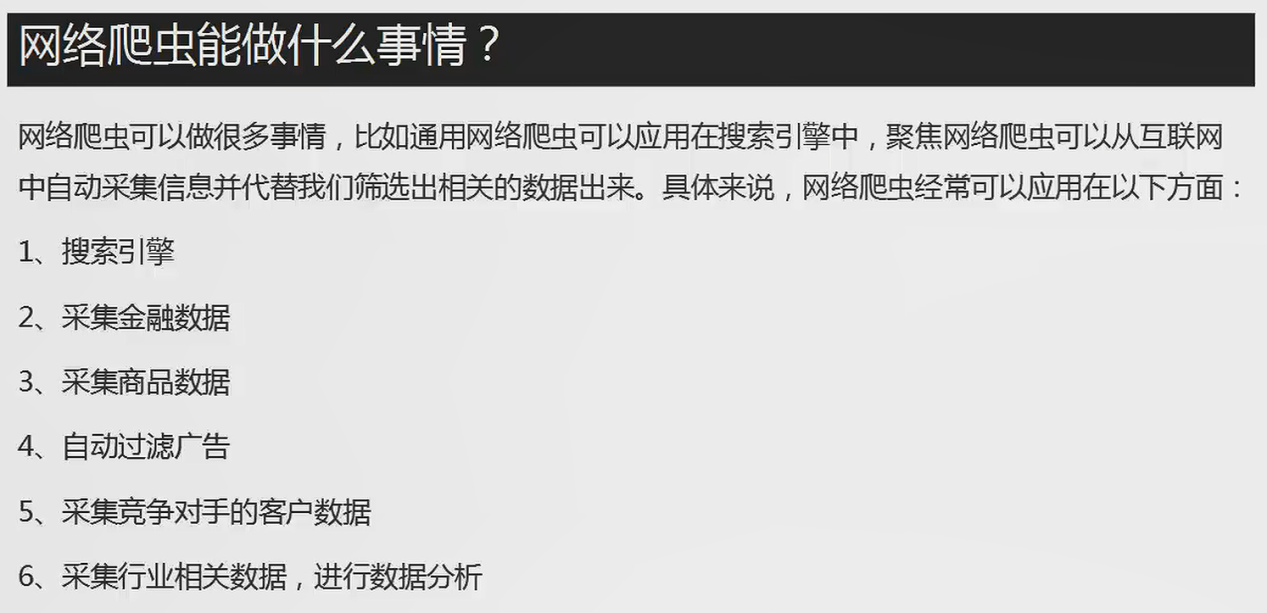 网络爬虫能做什么事情？
网络爬虫可以做很多事情，比如通用网络爬虫可以应用在搜索引擎中，聚焦网络爬虫可以从互联网
中自动采集信息并代替我们筛选出相关的数据出来。具体来说，网络爬虫经常可以应用在以下方面：
1、搜索引擎
2、采集金融数据
3、采集商品数据
4、自动过滤广告
5、采集竞争对手的客户数据
6、采集行业相关数据，进行数据分析